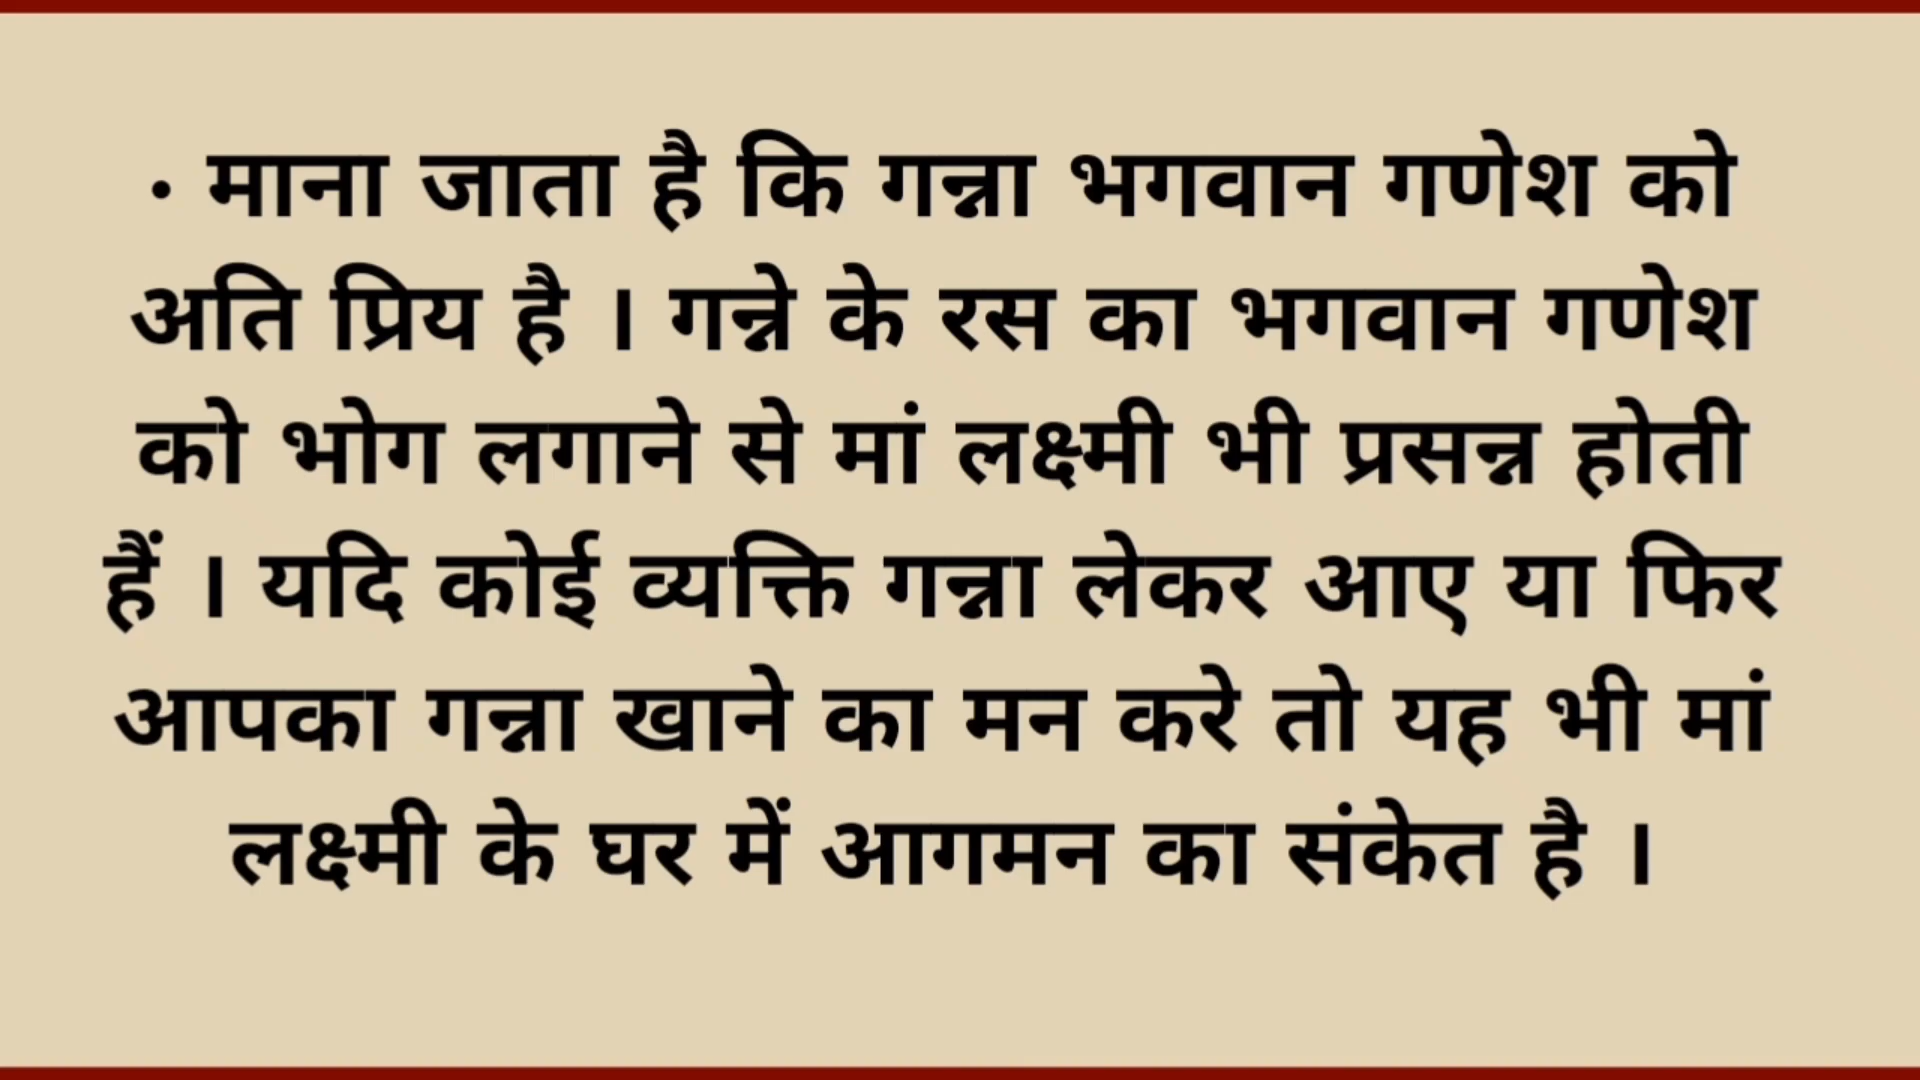 • माना जाता है कि गन्ना भगवान गणेश को
अति प्रिय है । गन्ने के रस का भगवान गणेश
को भोग लगाने से मां लक्ष्मी भी प्रसन्न होती
हैं । यदि कोई व्यक्ति गन्ना लेकर आए या फिर
आपका गन्ना खाने का मन करे तो यह भी मां
लक्ष्मी के घर में आगमन का संकेत है ।